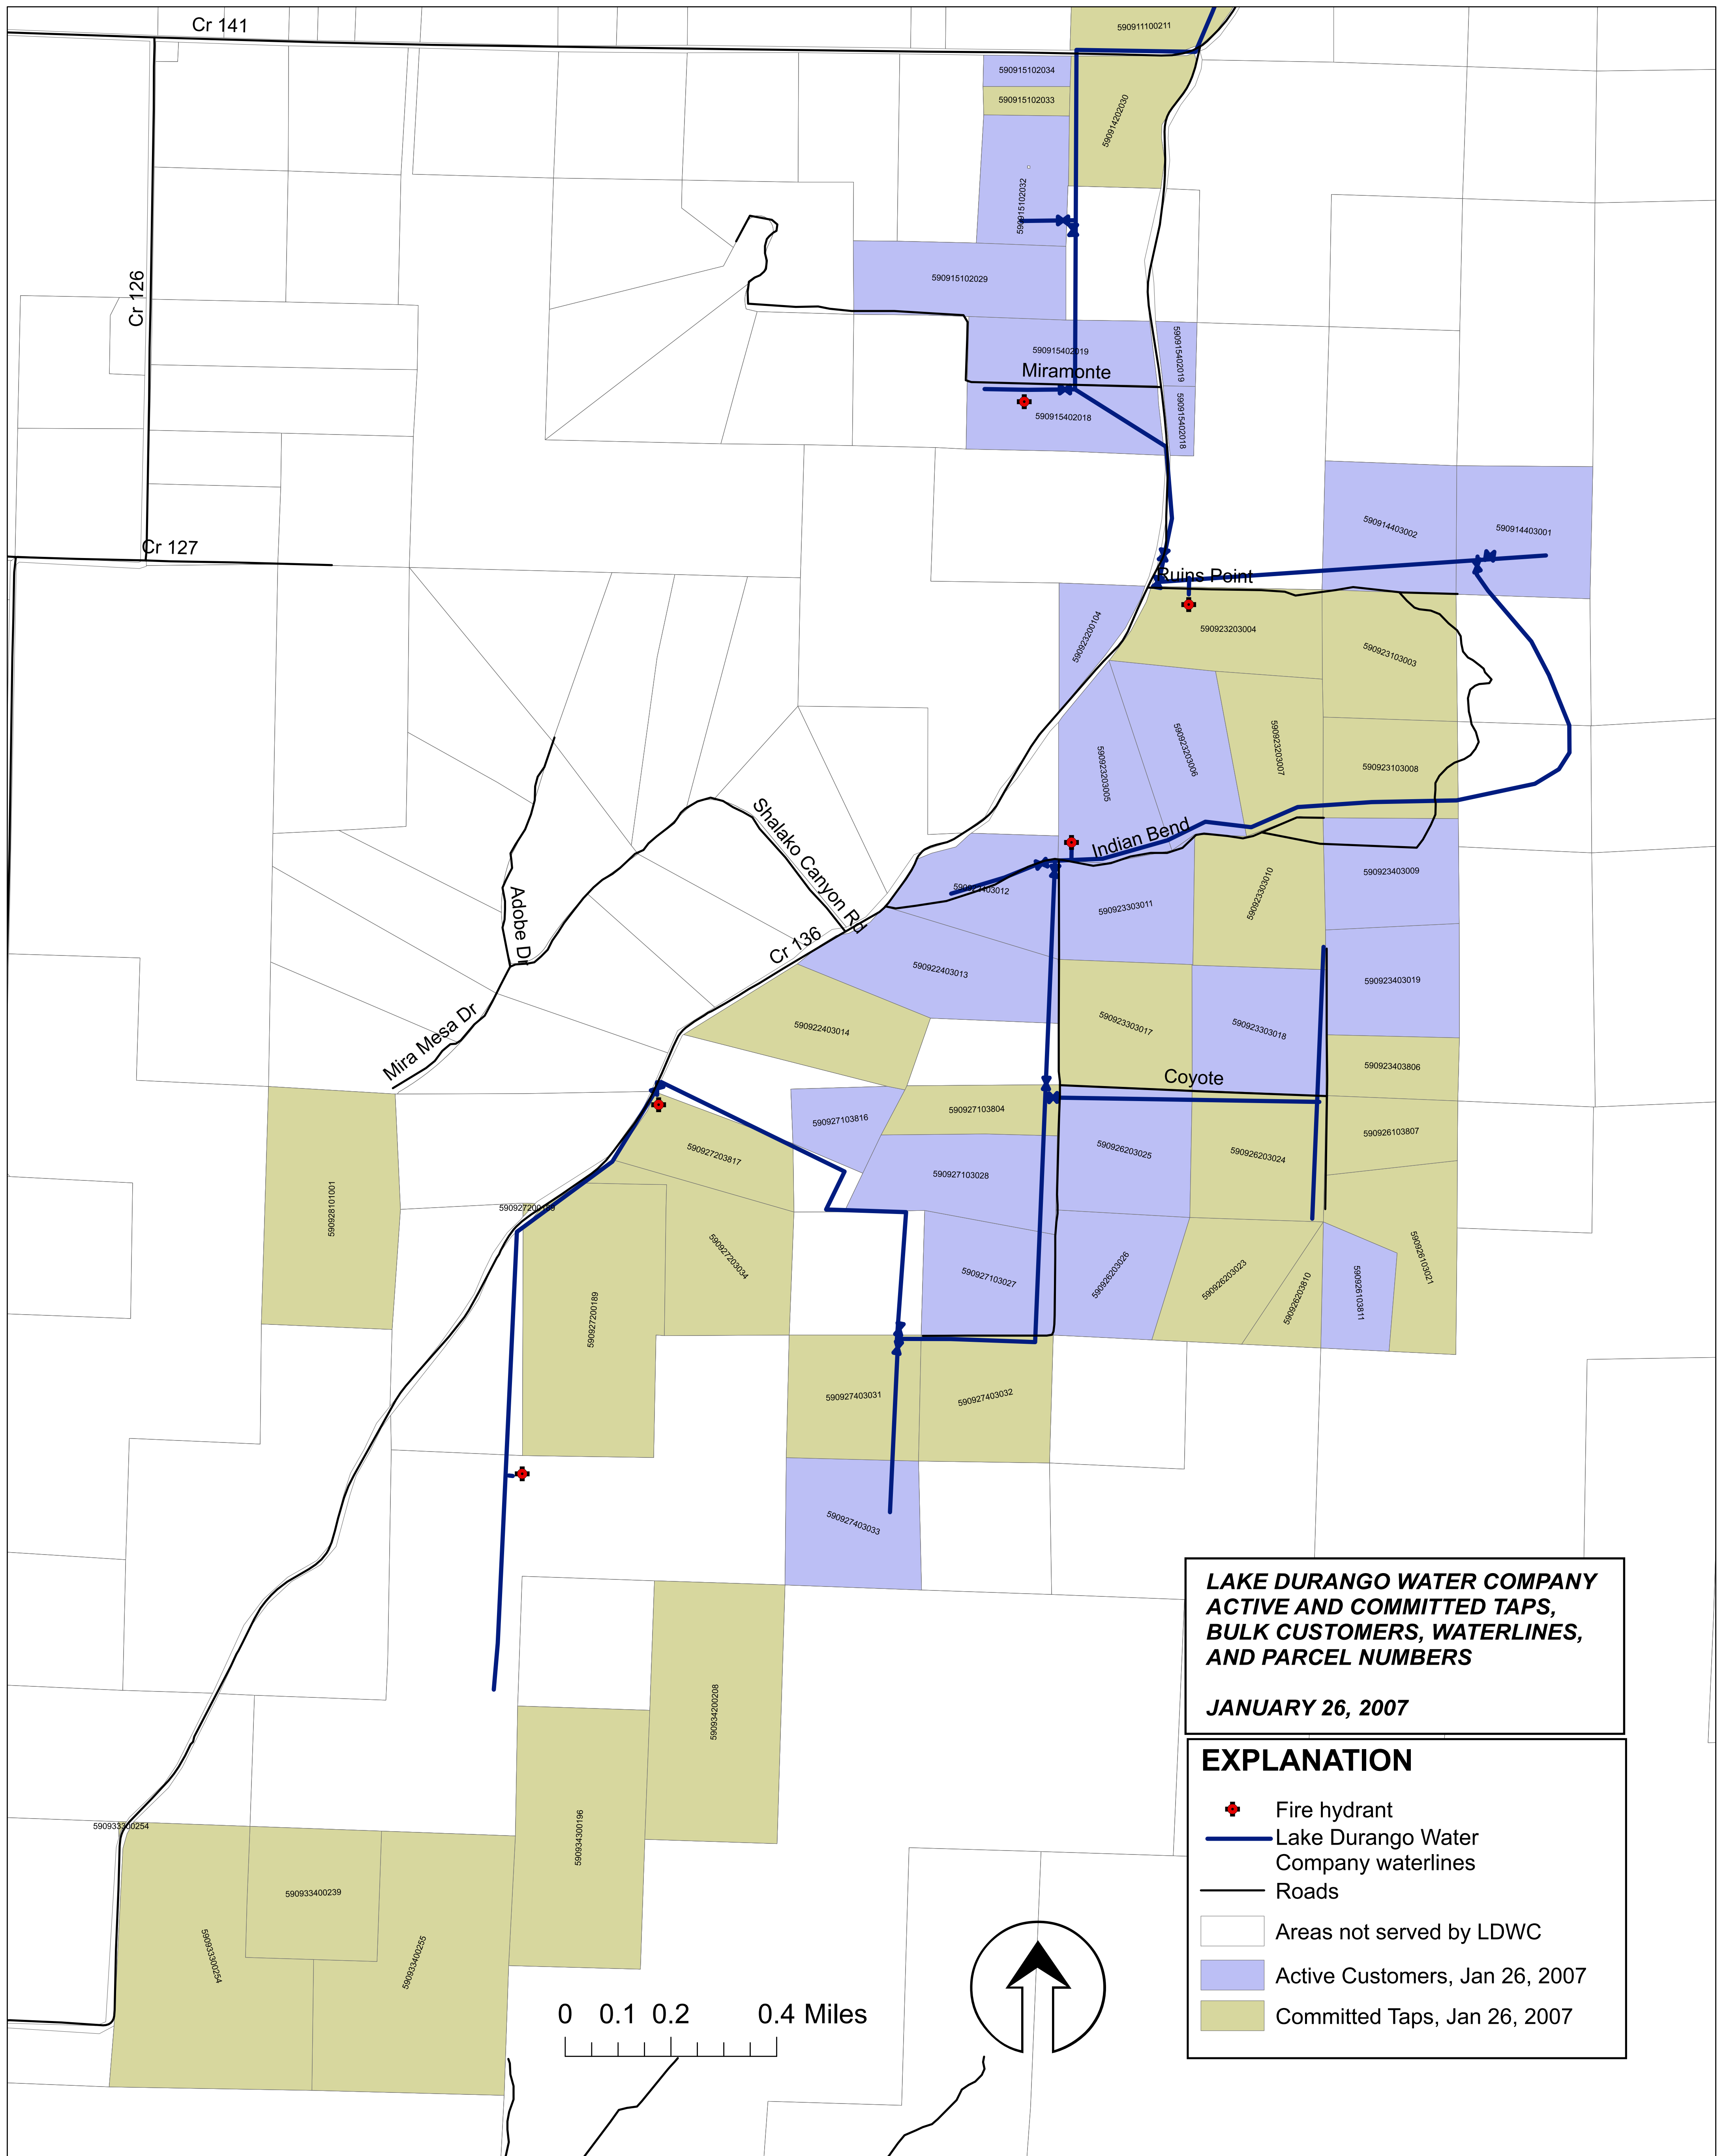 Cr 141
590911100211
590915102034
590915102033
590914202030
590915102032
Cr 126
590915102029
590915402019
590915402019
Miramonte
590915402018
590915402018
590914403002
590914403001
Cr 127
Ruins Point
590923203004
590923200104
590923103003
590923203005
590923203006
590923203007
590923103008
Shalako Canyon Rd
Indian Bend
590923403009
590923303010
590923303011
Adobe Dr
Cr 136
590922403013
590923403019
Mira Mesa Dr
590922403014
590923303017
590923303018
590923403806
Coyote
590927103804
590927103816
590926103807
590927203817
590926203025
590926203024
590927103028
590928101001
590927203034
590927103027
590926203026
590926203023
590926203810
590926103811
590926103021
590927200189
590927403031
590927403032
590927403033
LAKE DURANGO WATER COMPANY
ACTIVE AND COMMITTED TAPS,
BULK CUSTOMERS, WATERLINES,
AND PARCEL NUMBERS
JANUARY 26, 2007
590934200208
EXPLANATION
Fire hydrant
Lake Durango Water
Company waterlines
Roads
Areas not served by LDWC
Active Customers, Jan 26, 2007
Committed Taps, Jan 26, 2007
590933300254
590934300196
590933400239
590933300254
590933400255
0 0.1 0.2 0.4 Miles